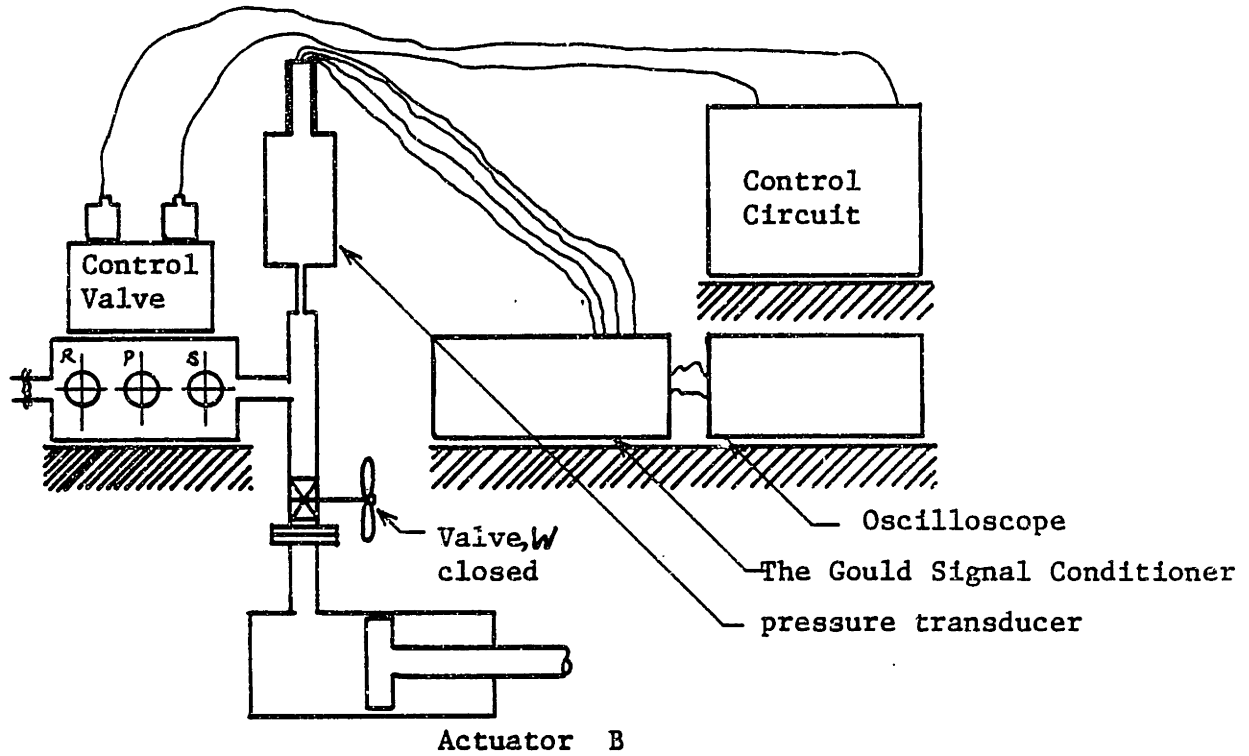 Control
Circuit
Control
Valve
R P S
Valve,W
closed
Oscilloscope
The Gould Signal Conditioner
pressure transducer
Actuator B